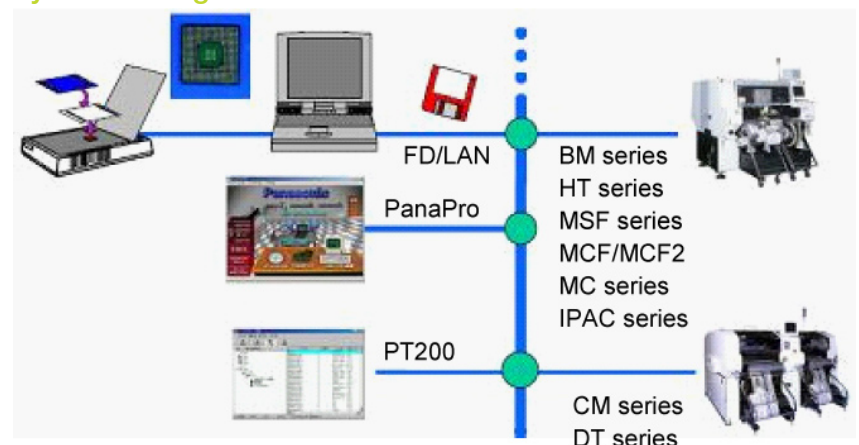 FD/LAN
PanaPro
Panasonic
PT200
BM series
HT series
MSF series
MCF/MCF2
MC series
IPAC series
CM series
DT series